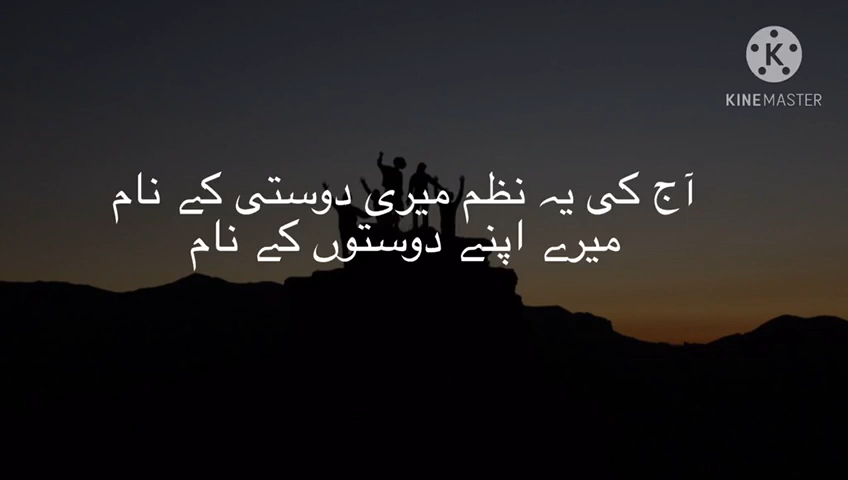 K
KINEMASTER
آج کی یہ نظم میری دوستی کے نام
میرے اپنے دوستوں کے نام